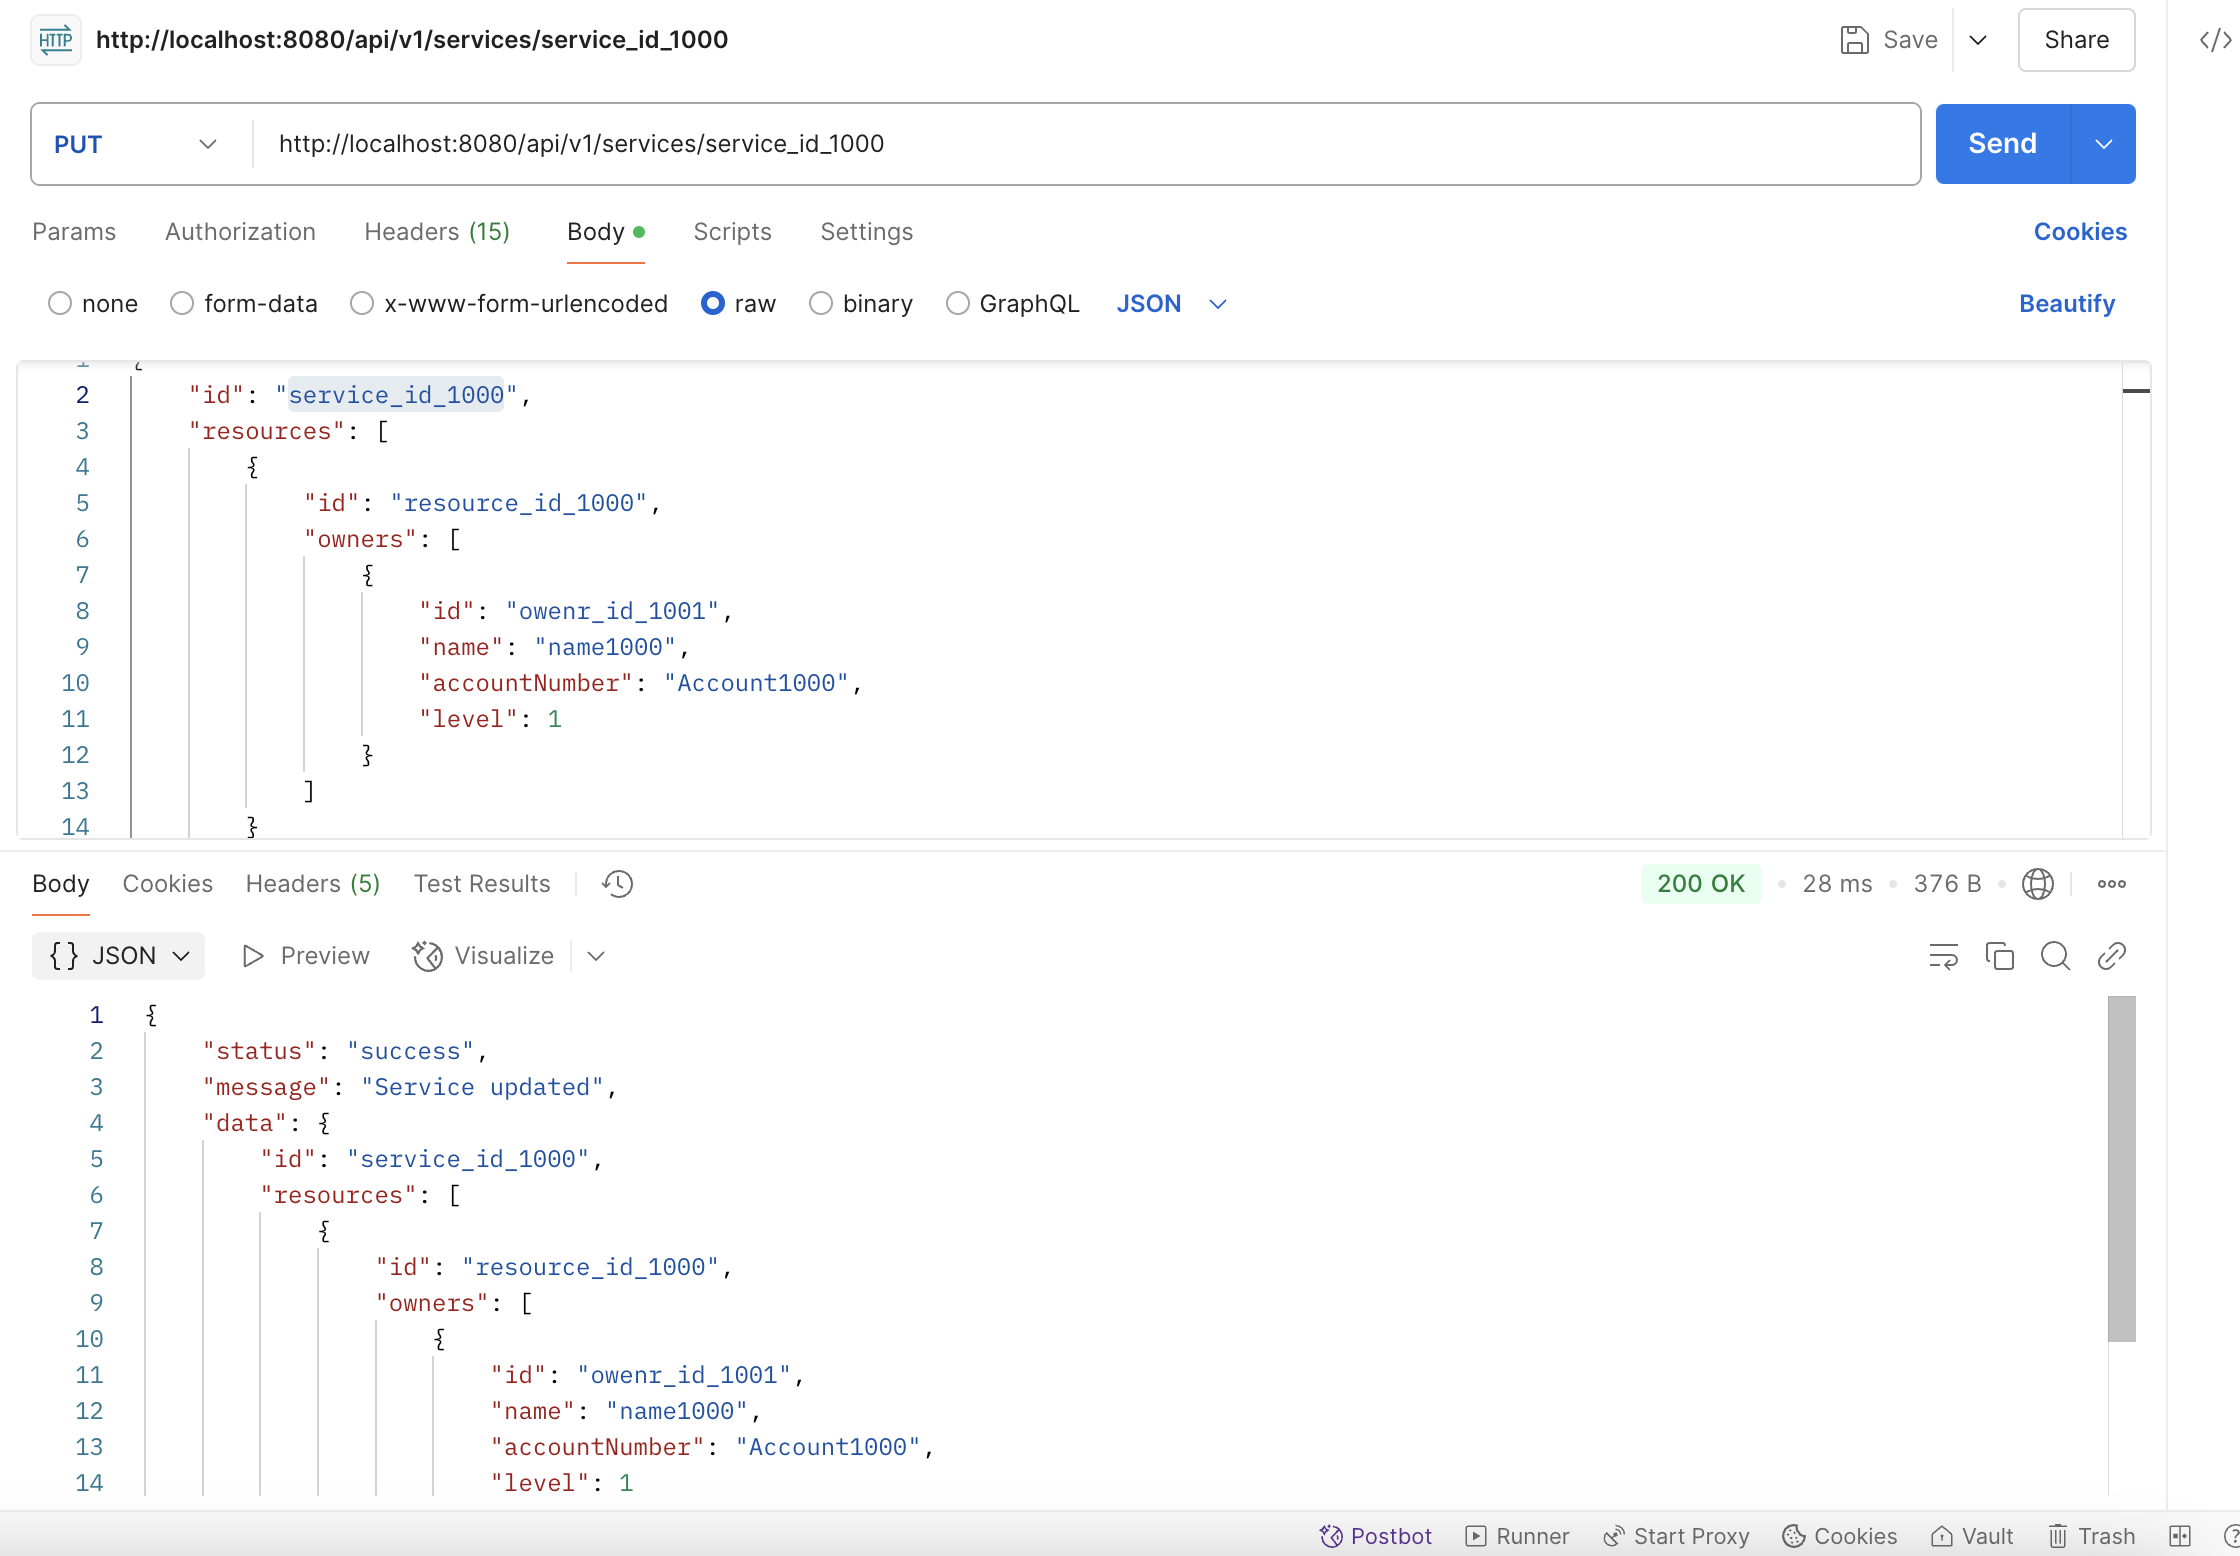 HTTP http://localhost:8080/api/v1/services/service_id_1000 Save Share </>
PUT http://localhost:8080/api/v1/services/service_id_1000 Send
Params Authorization Headers (15) Body Scripts Settings Cookies
none form-data x-www-form-urlencoded raw binary GraphQL JSON Beautify
1 {
2 "id": "service_id_1000",
3 "resources": [
4 {
5 "id": "resource_id_1000",
6 "owners": [
7 {
8 "id": "owenr_id_1001",
9 "name": "name1000",
10 "accountNumber": "Account1000",
11 "level": 1
12 }
13 ]
14 }
Body Cookies Headers (5) Test Results 200 OK • 28 ms • 376 B •
{} JSON Preview Visualize
1 {
2 "status": "success",
3 "message": "Service updated",
4 "data": {
5 "id": "service_id_1000",
6 "resources": [
7 {
8 "id": "resource_id_1000",
9 "owners": [
10 {
11 "id": "owenr_id_1001",
12 "name": "name1000",
13 "accountNumber": "Account1000",
14 "level": 1
Postbot Runner Start Proxy Cookies Vault Trash